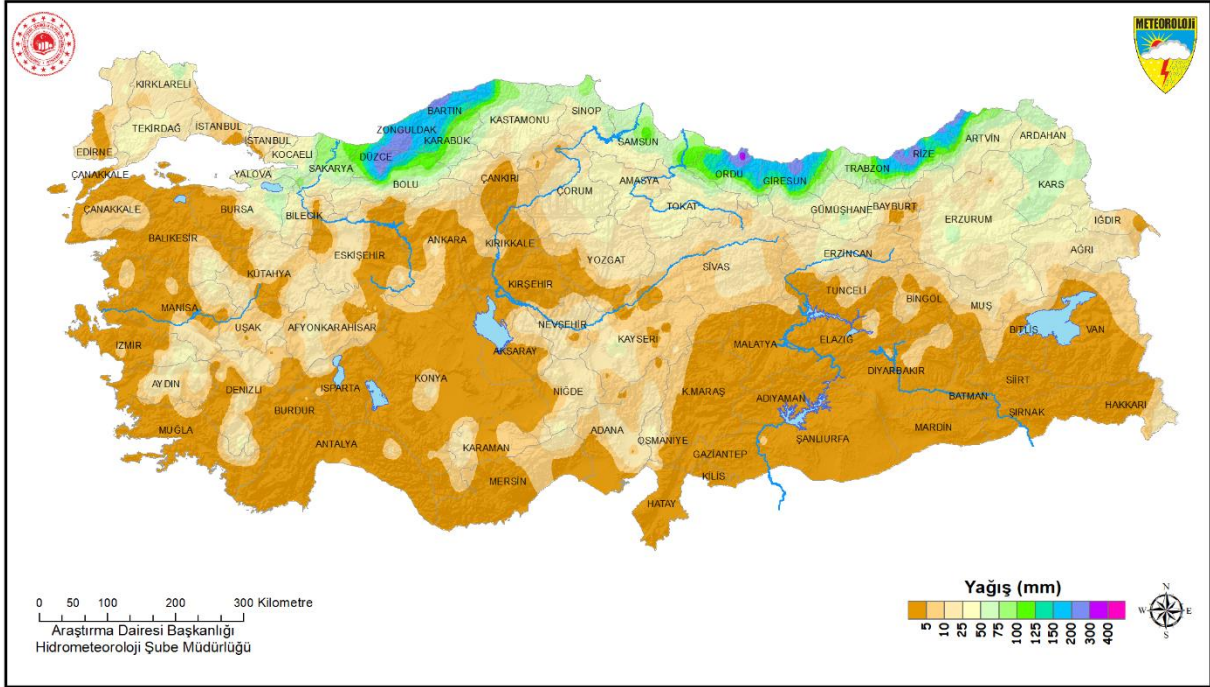 METEOROLOJİ
KIRKLARELİ
TEKİRDAĞ
İSTANBUL
EDİRNE
İSTANBUL
KOCAELİ
ÇANAKKALE
YALOVA
SAKARYA
DÜZCE
ZONGULDAK
BARTIN
KARABÜK
KASTAMONU
SİNOP
SAMSUN
BOLU
ÇANKIRI
ÇORUM
AMASYA
TOKAT
ORDU
GİRESUN
TRABZON
RİZE
ARTVİN
ARDAHAN
KARS
GÜMÜŞHANE
BAYBURT
ERZURUM
IĞDIR
AĞRI
ÇANAKKALE
BURSA
BİLECİK
BALIKESİR
ESKİŞEHİR
ANKARA
KIRIKKALE
YOZGAT
SİVAS
ERZİNCAN
KÜTAHYA
KIRŞEHİR
TUNCELİ
BİNGÖL
MUŞ
MANİSA
UŞAK
AFYONKARAHİSAR
NEVŞEHİR
KAYSERİ
MALATYA
ELAZIĞ
BİTLİS
VAN
İZMİR
AKSARAY
DİYARBAKIR
SİİRT
AYDIN
DENİZLİ
ISPARTA
KONYA
NİĞDE
K.MARAŞ
ADIYAMAN
BATMAN
ŞIRNAK
HAKKARİ
BURDUR
MUĞLA
ANTALYA
KARAMAN
ADANA
OSMANİYE
GAZİANTEP
ŞANLIURFA
MARDİN
MERSİN
KİLİS
HATAY
0 50 100 200 300 Kilometre
Araştırma Dairesi Başkanlığı
Hidrometeoroloji Şube Müdürlüğü
Yağış (mm)
5 10 25 50 75 100 125 150 200 300 400
N
W E
S